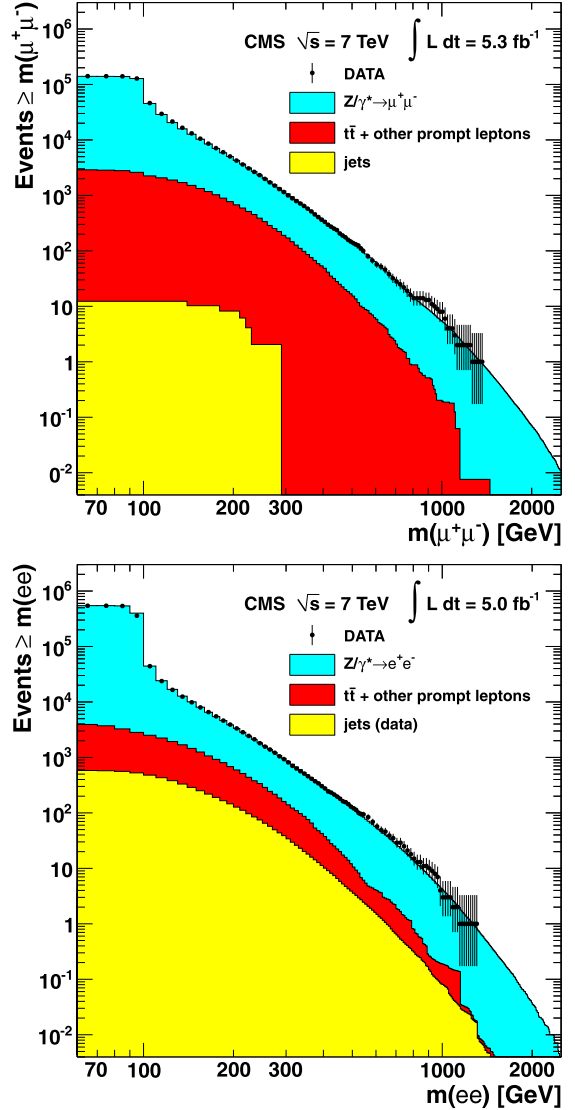 CMS √s = 7 TeV ∫ L dt = 5.3 fb⁻¹
DATA
Z/γ*→μ⁺μ⁻
tt̄ + other prompt leptons
jets
Events ≥ m(μ⁺μ⁻)
10⁶
10⁵
10⁴
10³
10²
10
1
10⁻¹
10⁻²
70 100 200 300 1000 2000
m(μ⁺μ⁻) [GeV]
CMS √s = 7 TeV ∫ L dt = 5.0 fb⁻¹
DATA
Z/γ*→e⁺e⁻
tt̄ + other prompt leptons
jets (data)
Events ≥ m(ee)
10⁶
10⁵
10⁴
10³
10²
10
1
10⁻¹
10⁻²
70 100 200 300 1000 2000
m(ee) [GeV]